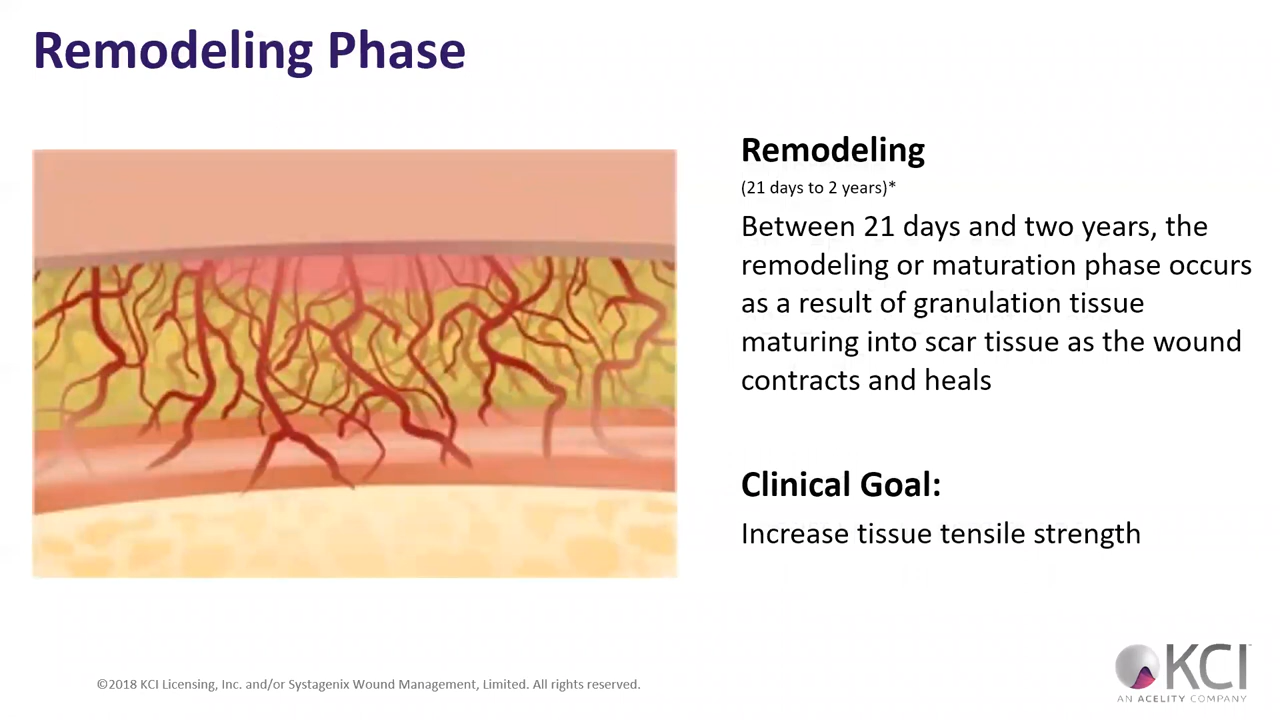 Remodeling Phase
Remodeling
(21 days to 2 years)*
Between 21 days and two years, the
remodeling or maturation phase occurs
as a result of granulation tissue
maturing into scar tissue as the wound
contracts and heals
Clinical Goal:
Increase tissue tensile strength
©2018 KCI Licensing, Inc. and/or Systagenix Wound Management, Limited. All rights reserved.
KCI
AN ACELITY COMPANY